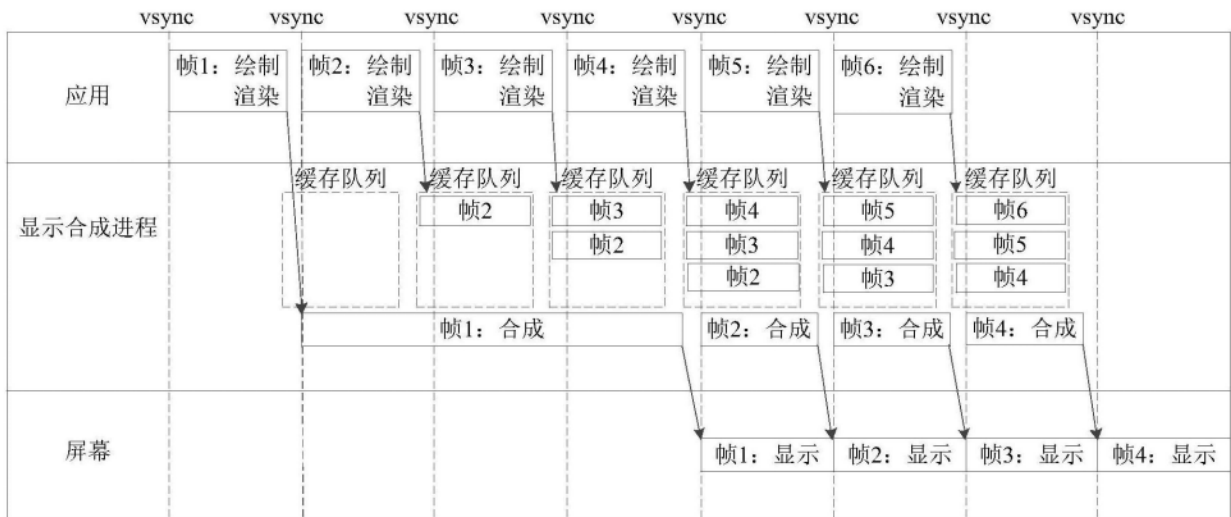 vsync vsync vsync vsync vsync vsync vsync vsync
应用
帧1：绘制
渲染
帧2：绘制
渲染
帧3：绘制
渲染
帧4：绘制
渲染
帧5：绘制
渲染
帧6：绘制
渲染
显示合成进程
缓存队列
缓存队列
帧2
缓存队列
帧3
帧2
缓存队列
帧4
帧3
帧2
缓存队列
帧5
帧4
帧3
缓存队列
帧6
帧5
帧4
帧1：合成
帧2：合成
帧3：合成
帧4：合成
屏幕
帧1：显示
帧2：显示
帧3：显示
帧4：显示